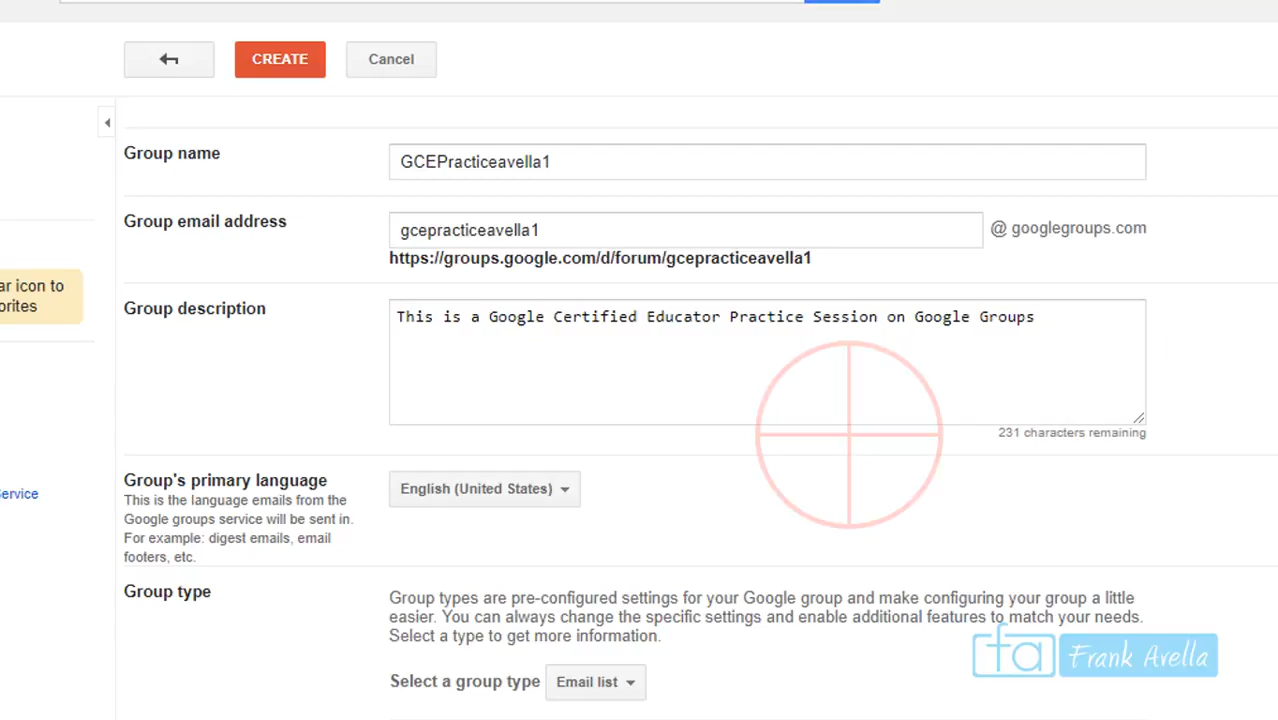 CREATE
Cancel
Group name
GCEPracticeavella1
Group email address
gcepracticeavella1
@ googlegroups.com
https://groups.google.com/d/forum/gcepracticeavella1
ar icon to
orites
Group description
This is a Google Certified Educator Practice Session on Google Groups
231 characters remaining
Group's primary language
This is the language emails from the
Google groups service will be sent in.
For example: digest emails, email
footers, etc.
English (United States)
ervice
Group type
Group types are pre-configured settings for your Google group and make configuring your group a little
easier. You can always change the specific settings and enable additional features to match your needs.
Select a type to get more information.
Select a group type
Email list
fa
Frank Avella